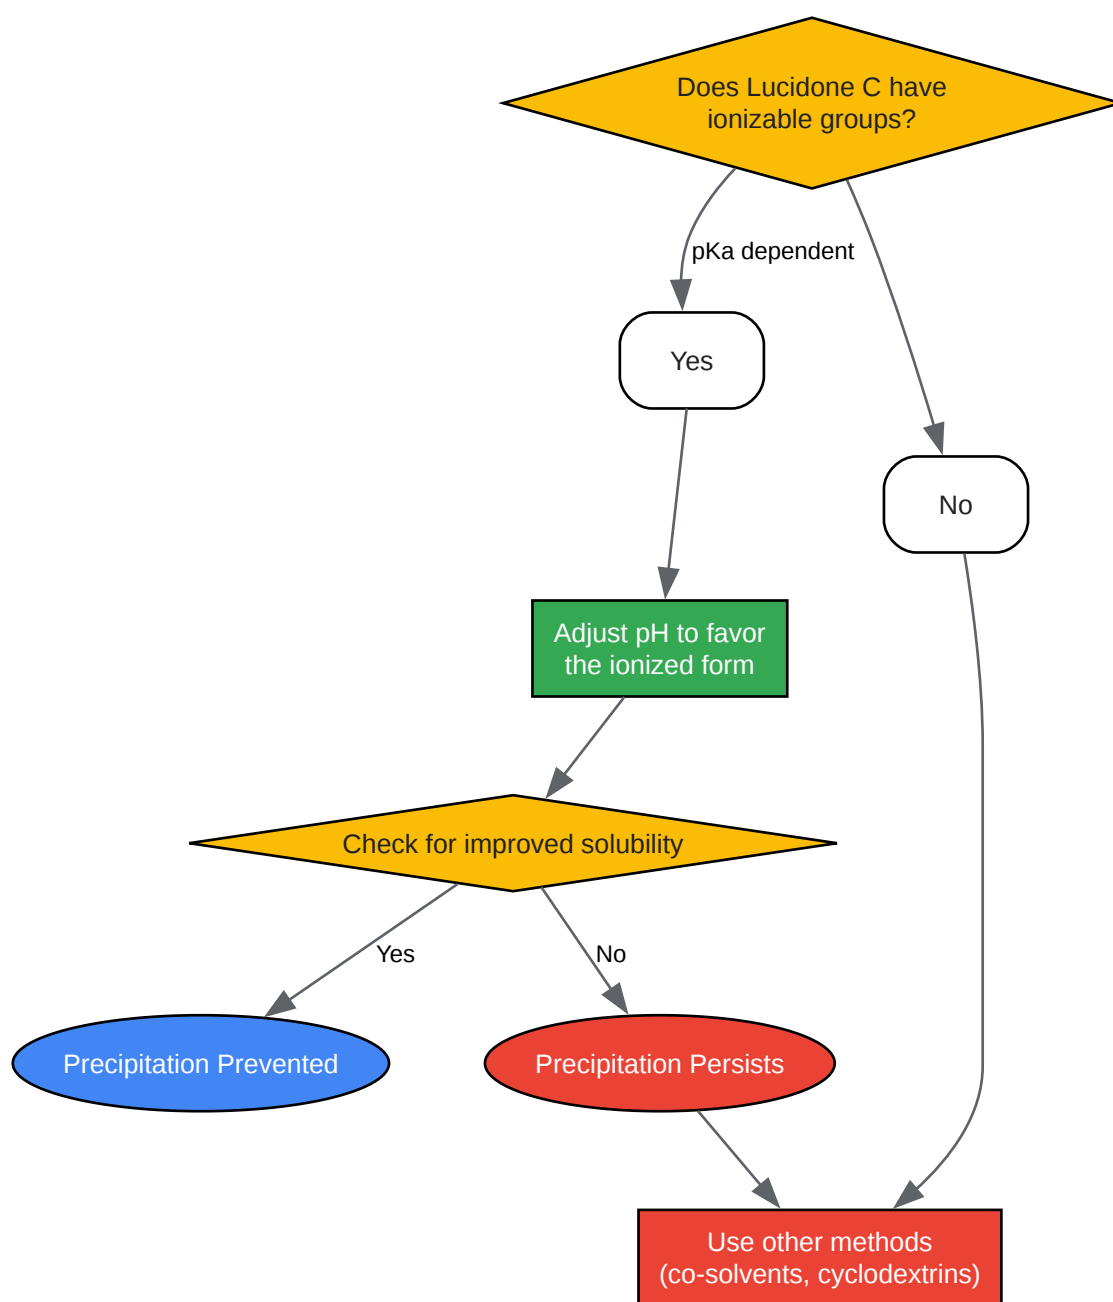 Does Lucidone C have
ionizable groups?
pKa dependent
Yes
No
Adjust pH to favor
the ionized form
Check for improved solubility
Yes
No
Precipitation Prevented
Precipitation Persists
Use other methods
(co-solvents, cyclodextrins)